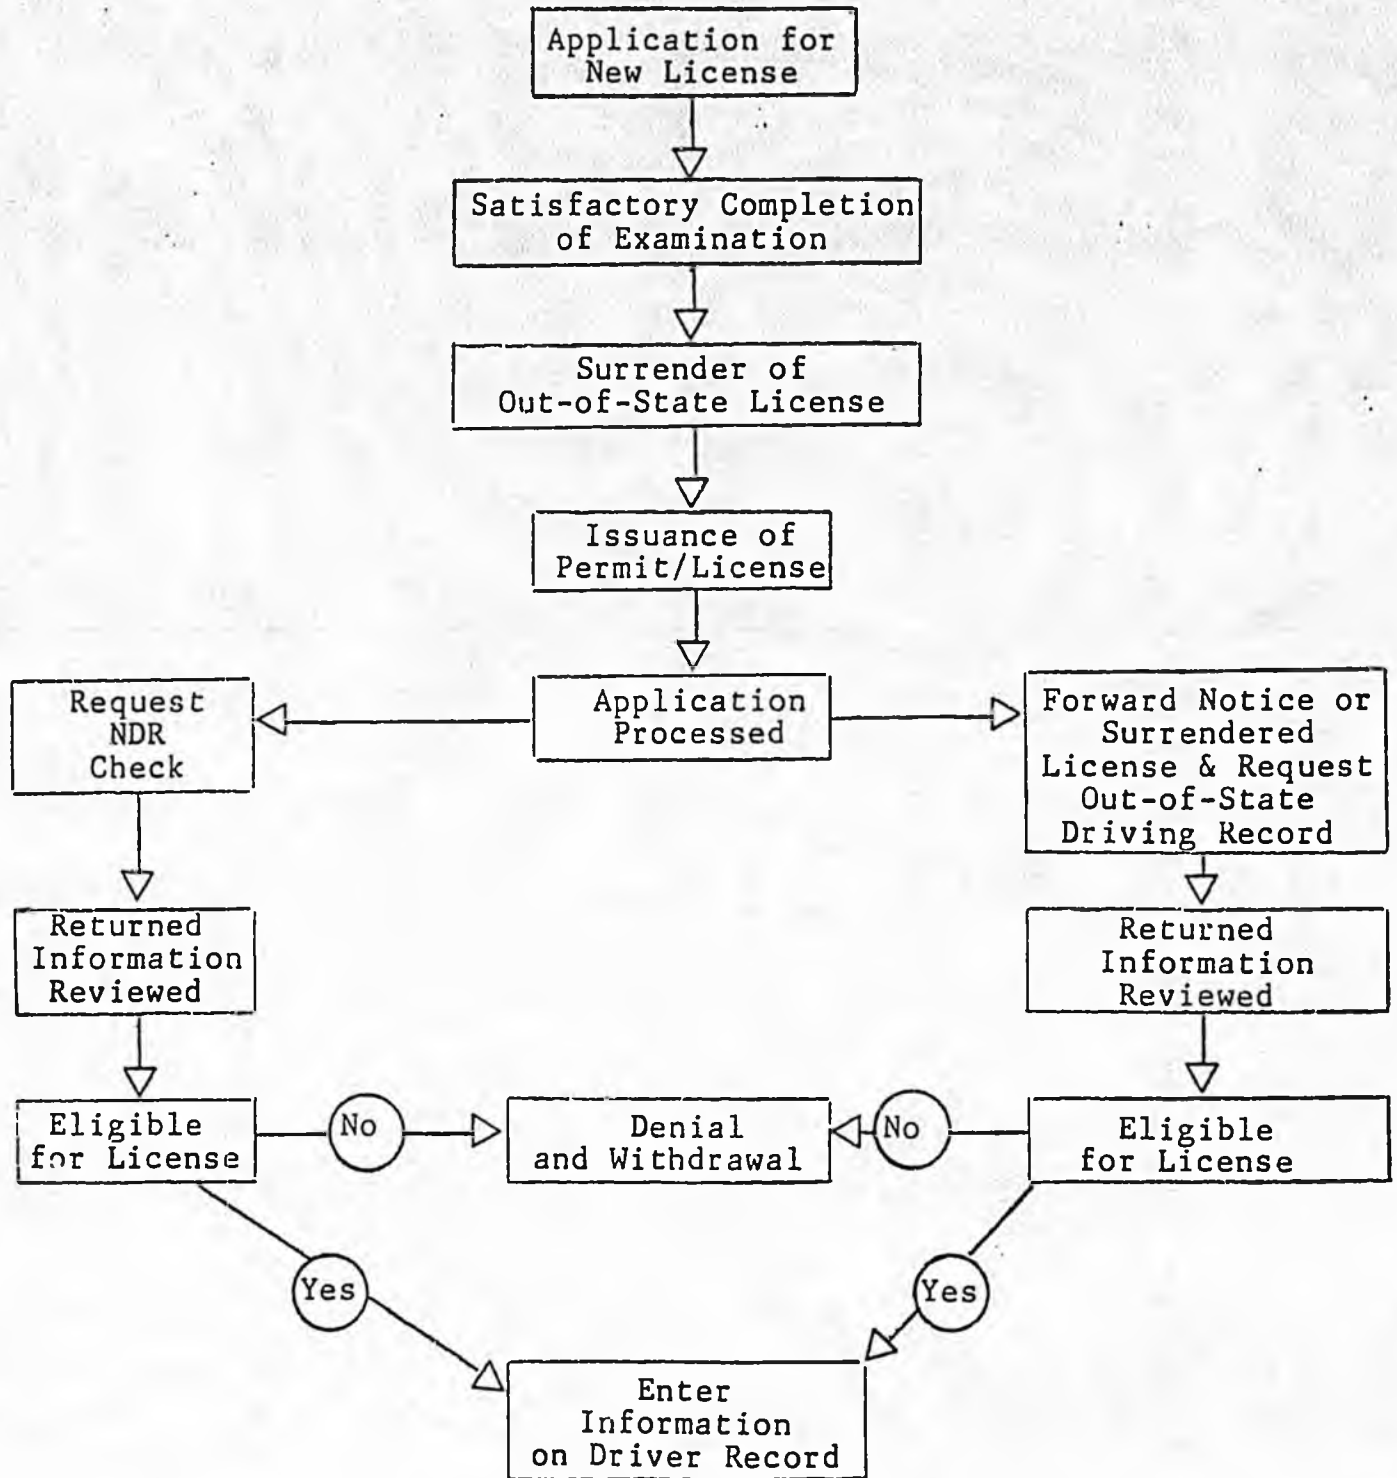 Application for
New License
Satisfactory Completion
of Examination
Surrender of
Out-of-State License
Issuance of
Permit/License
Application
Processed
Request
NDR
Check
Forward Notice or
Surrendered
License & Request
Out-of-State
Driving Record
Returned
Information
Reviewed
Returned
Information
Reviewed
Eligible
for License
No
Denial
and Withdrawal
No
Eligible
for License
Yes
Yes
Enter
Information
on Driver Record